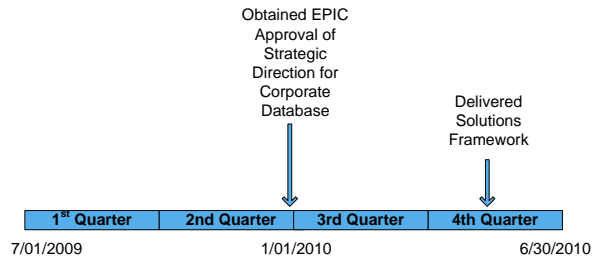 Obtained EPIC
Approval of
Strategic
Direction for
Corporate
Database
Delivered
Solutions
Framework
1st Quarter
2nd Quarter
3rd Quarter
4th Quarter
7/01/2009
1/01/2010
6/30/2010